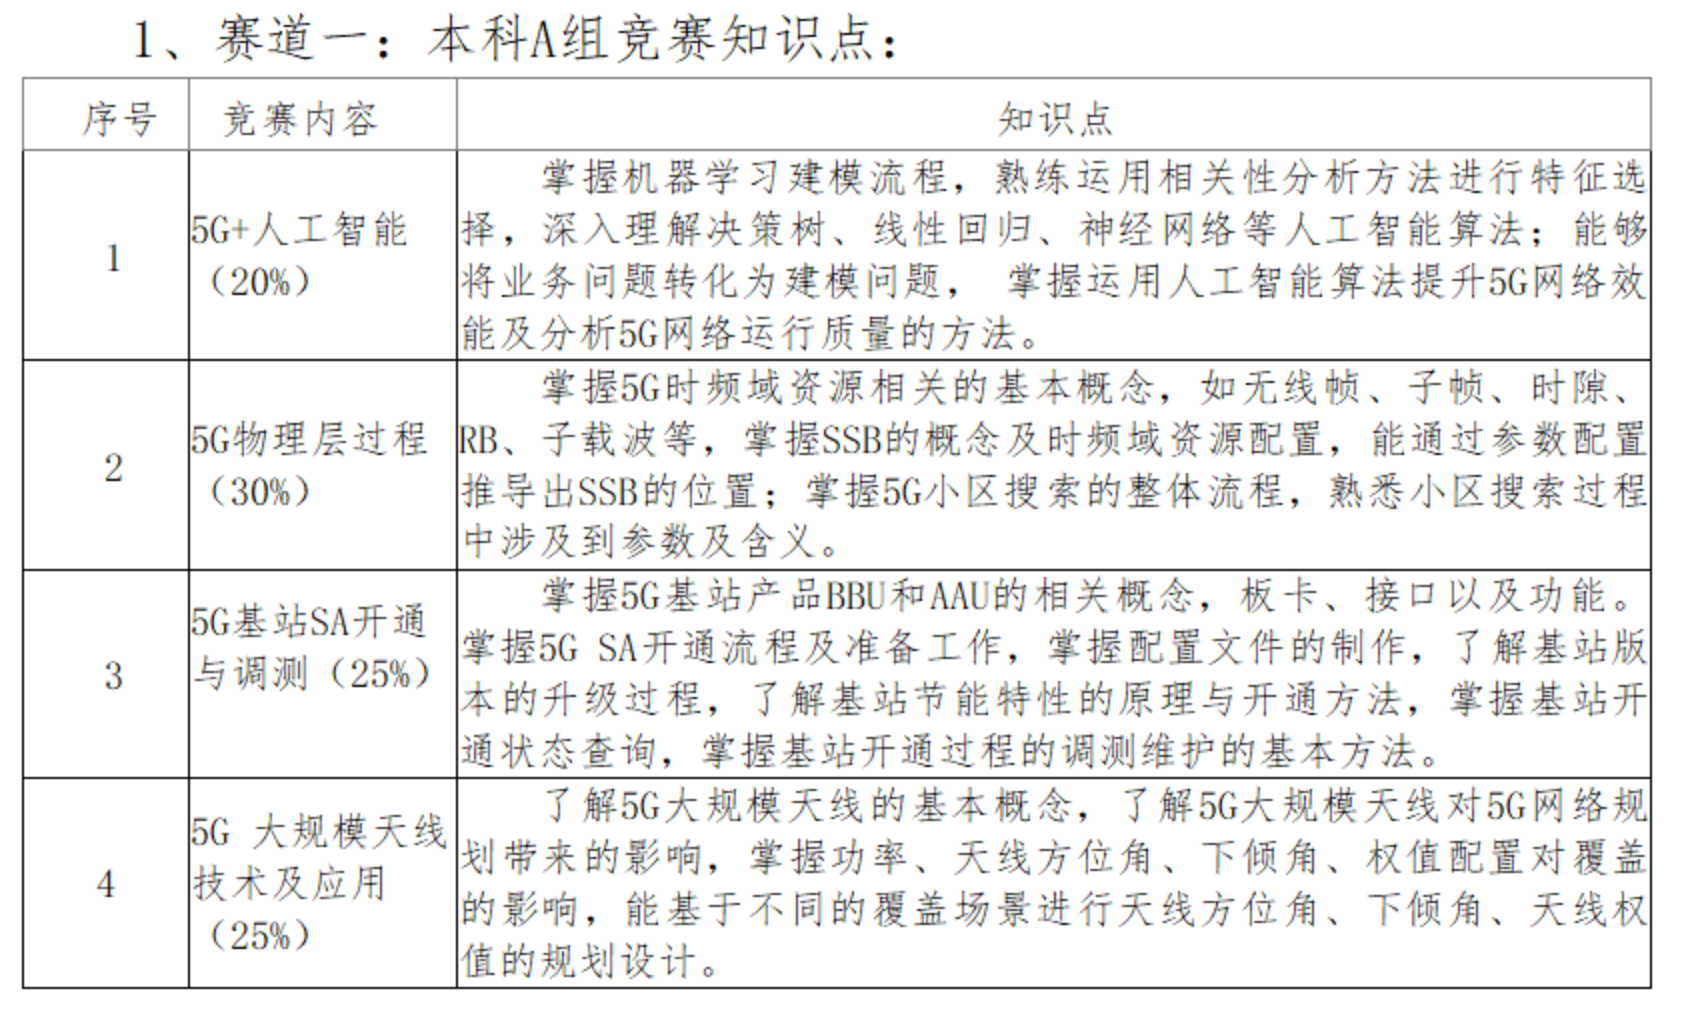 1、赛道一：本科A组竞赛知识点：
序号 竞赛内容 知识点
1
5G+人工智能
（20%）
掌握机器学习建模流程，熟练运用相关性分析方法进行特征选
择，深入理解决策树、线性回归、神经网络等人工智能算法；能够
将业务问题转化为建模问题， 掌握运用人工智能算法提升5G网络效
能及分析5G网络运行质量的方法。
2
5G物理层过程
（30%）
掌握5G时频域资源相关的基本概念，如无线帧、子帧、时隙、
RB、子载波等，掌握SSB的概念及时频域资源配置，能通过参数配置
推导出SSB的位置；掌握5G小区搜索的整体流程，熟悉小区搜索过程
中涉及到参数及含义。
3
5G基站SA开通
与调测（25%）
掌握5G基站产品BBU和AAU的相关概念，板卡、接口以及功能。
掌握5G SA开通流程及准备工作，掌握配置文件的制作，了解基站版
本的升级过程，了解基站节能特性的原理与开通方法，掌握基站开
通状态查询，掌握基站开通过程的调测维护的基本方法。
4
5G 大规模天线
技术及应用
（25%）
了解5G大规模天线的基本概念，了解5G大规模天线对5G网络规
划带来的影响，掌握功率、天线方位角、下倾角、权值配置对覆盖
的影响，能基于不同的覆盖场景进行天线方位角、下倾角、天线权
值的规划设计。